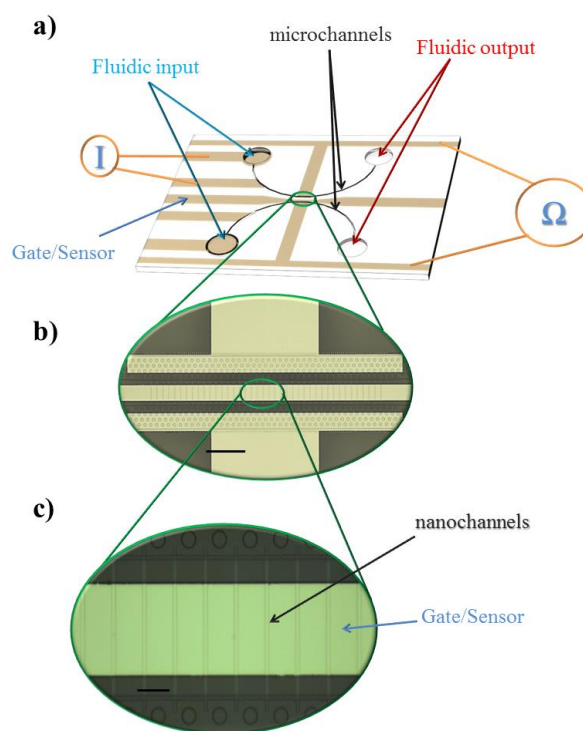 a)
microchannels
Fluidic output
Fluidic input
I
Gate/Sensor
Ω
b)
c)
nanochannels
Gate/Sensor